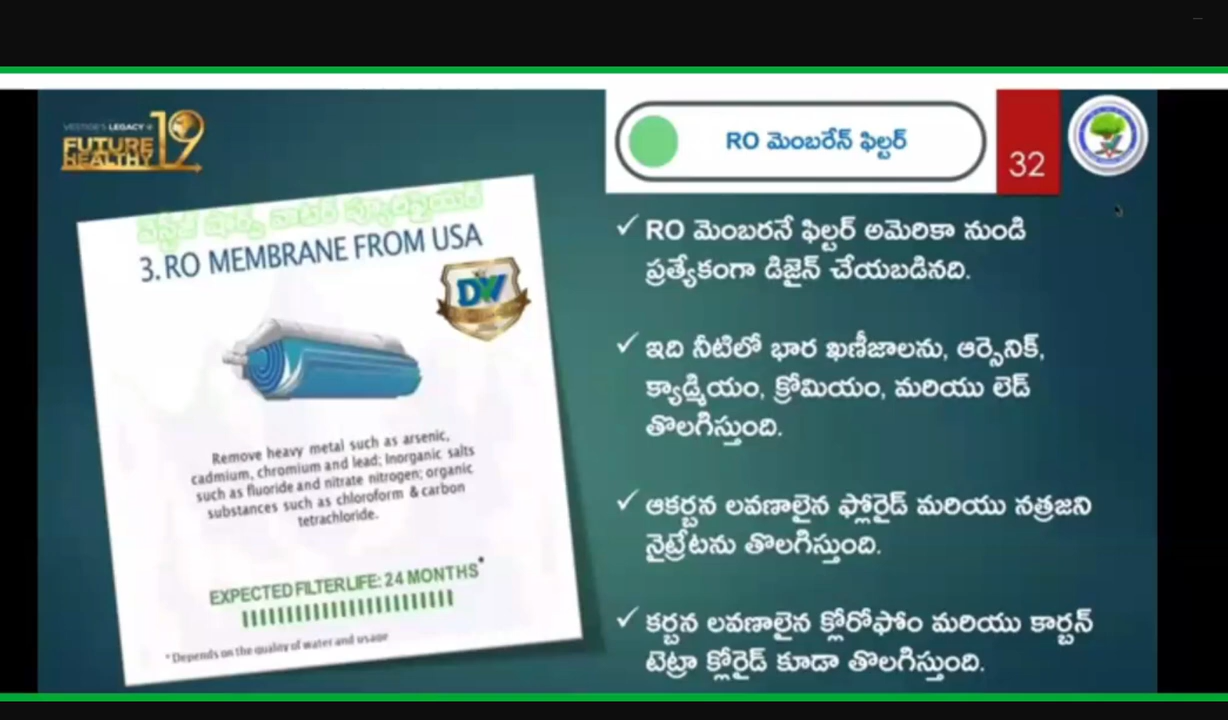 VESTIGE'S LEGACY
FUTURE
HEALTHY
19
RO మెంబరేన్ ఫిల్టర్
32
వెస్టిజ్ షార్ప్ వాటర్ ప్యూరిఫైయర్
3. RO MEMBRANE FROM USA
DW
Remove heavy metal such as arsenic,
cadmium, chromium and lead; Inorganic salts
such as fluoride and nitrate nitrogen; organic
substances such as chloroform & carbon
tetrachloride.
EXPECTED FILTER LIFE: 24 MONTHS*
* Depends on the quality of water and usage
✓ RO మెంబరనే ఫిల్టర్ అమెరికా నుండి
ప్రత్యేకంగా డిజైన్ చేయబడినది.
✓ ఇది నీటిలో భార ఖణీజాలను, ఆర్సెనిక్,
క్యాడ్మియం, క్రోమియం, మరియు లెడ్
తొలగిస్తుంది.
✓ ఆకర్బన లవణాలైన ఫ్లోరైడ్ మరియు నత్రజని
నైట్రేటను తొలగిస్తుంది.
✓ కర్బన లవణాలైన క్లోరోఫోం మరియు కార్బన్
టెట్రా క్లోరైడ్ కూడా తొలగిస్తుంది.